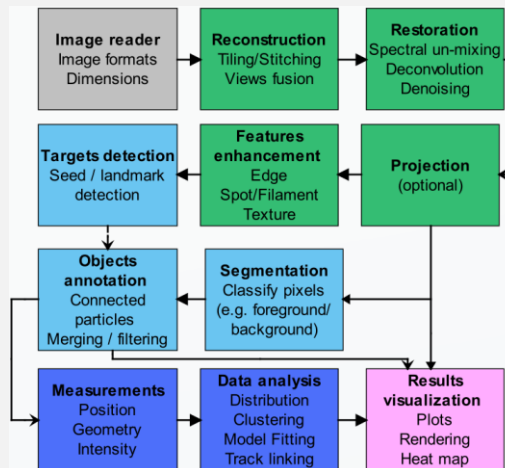 Image reader
Image formats
Dimensions
Reconstruction
Tiling/Stitching
Views fusion
Restoration
Spectral un-mixing
Deconvolution
Denoising
Targets detection
Seed / landmark
detection
Features
enhancement
Edge
Spot/Filament
Texture
Projection
(optional)
Objects
annotation
Connected
particles
Merging / filtering
Segmentation
Classify pixels
(e.g. foreground/
background)
Measurements
Position
Geometry
Intensity
Data analysis
Distribution
Clustering
Model Fitting
Track linking
Results
visualization
Plots
Rendering
Heat map